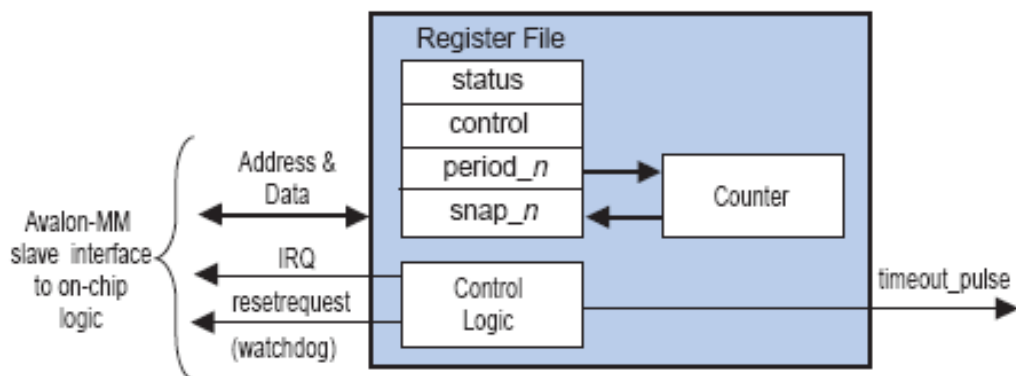 Register File
status
control
period_n
snap_n
Counter
Address &
Data
Avalon-MM
slave interface
to on-chip
logic
IRQ
resetrequest
(watchdog)
Control
Logic
timeout_pulse